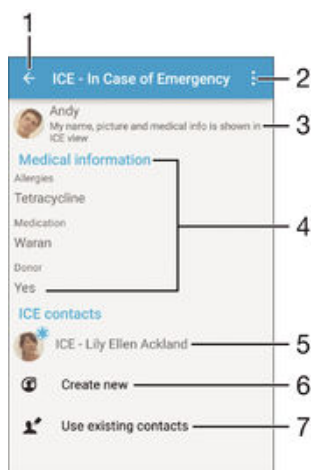 1
ICE - In Case of Emergency
2
Andy
My name, picture and medical info is shown in
ICE view
3
Medical information
Allergies
Tetracycline
Medication
Waran
4
Donor
Yes
ICE contacts
ICE - Lily Ellen Ackland
5
Create new
6
Use existing contacts
7